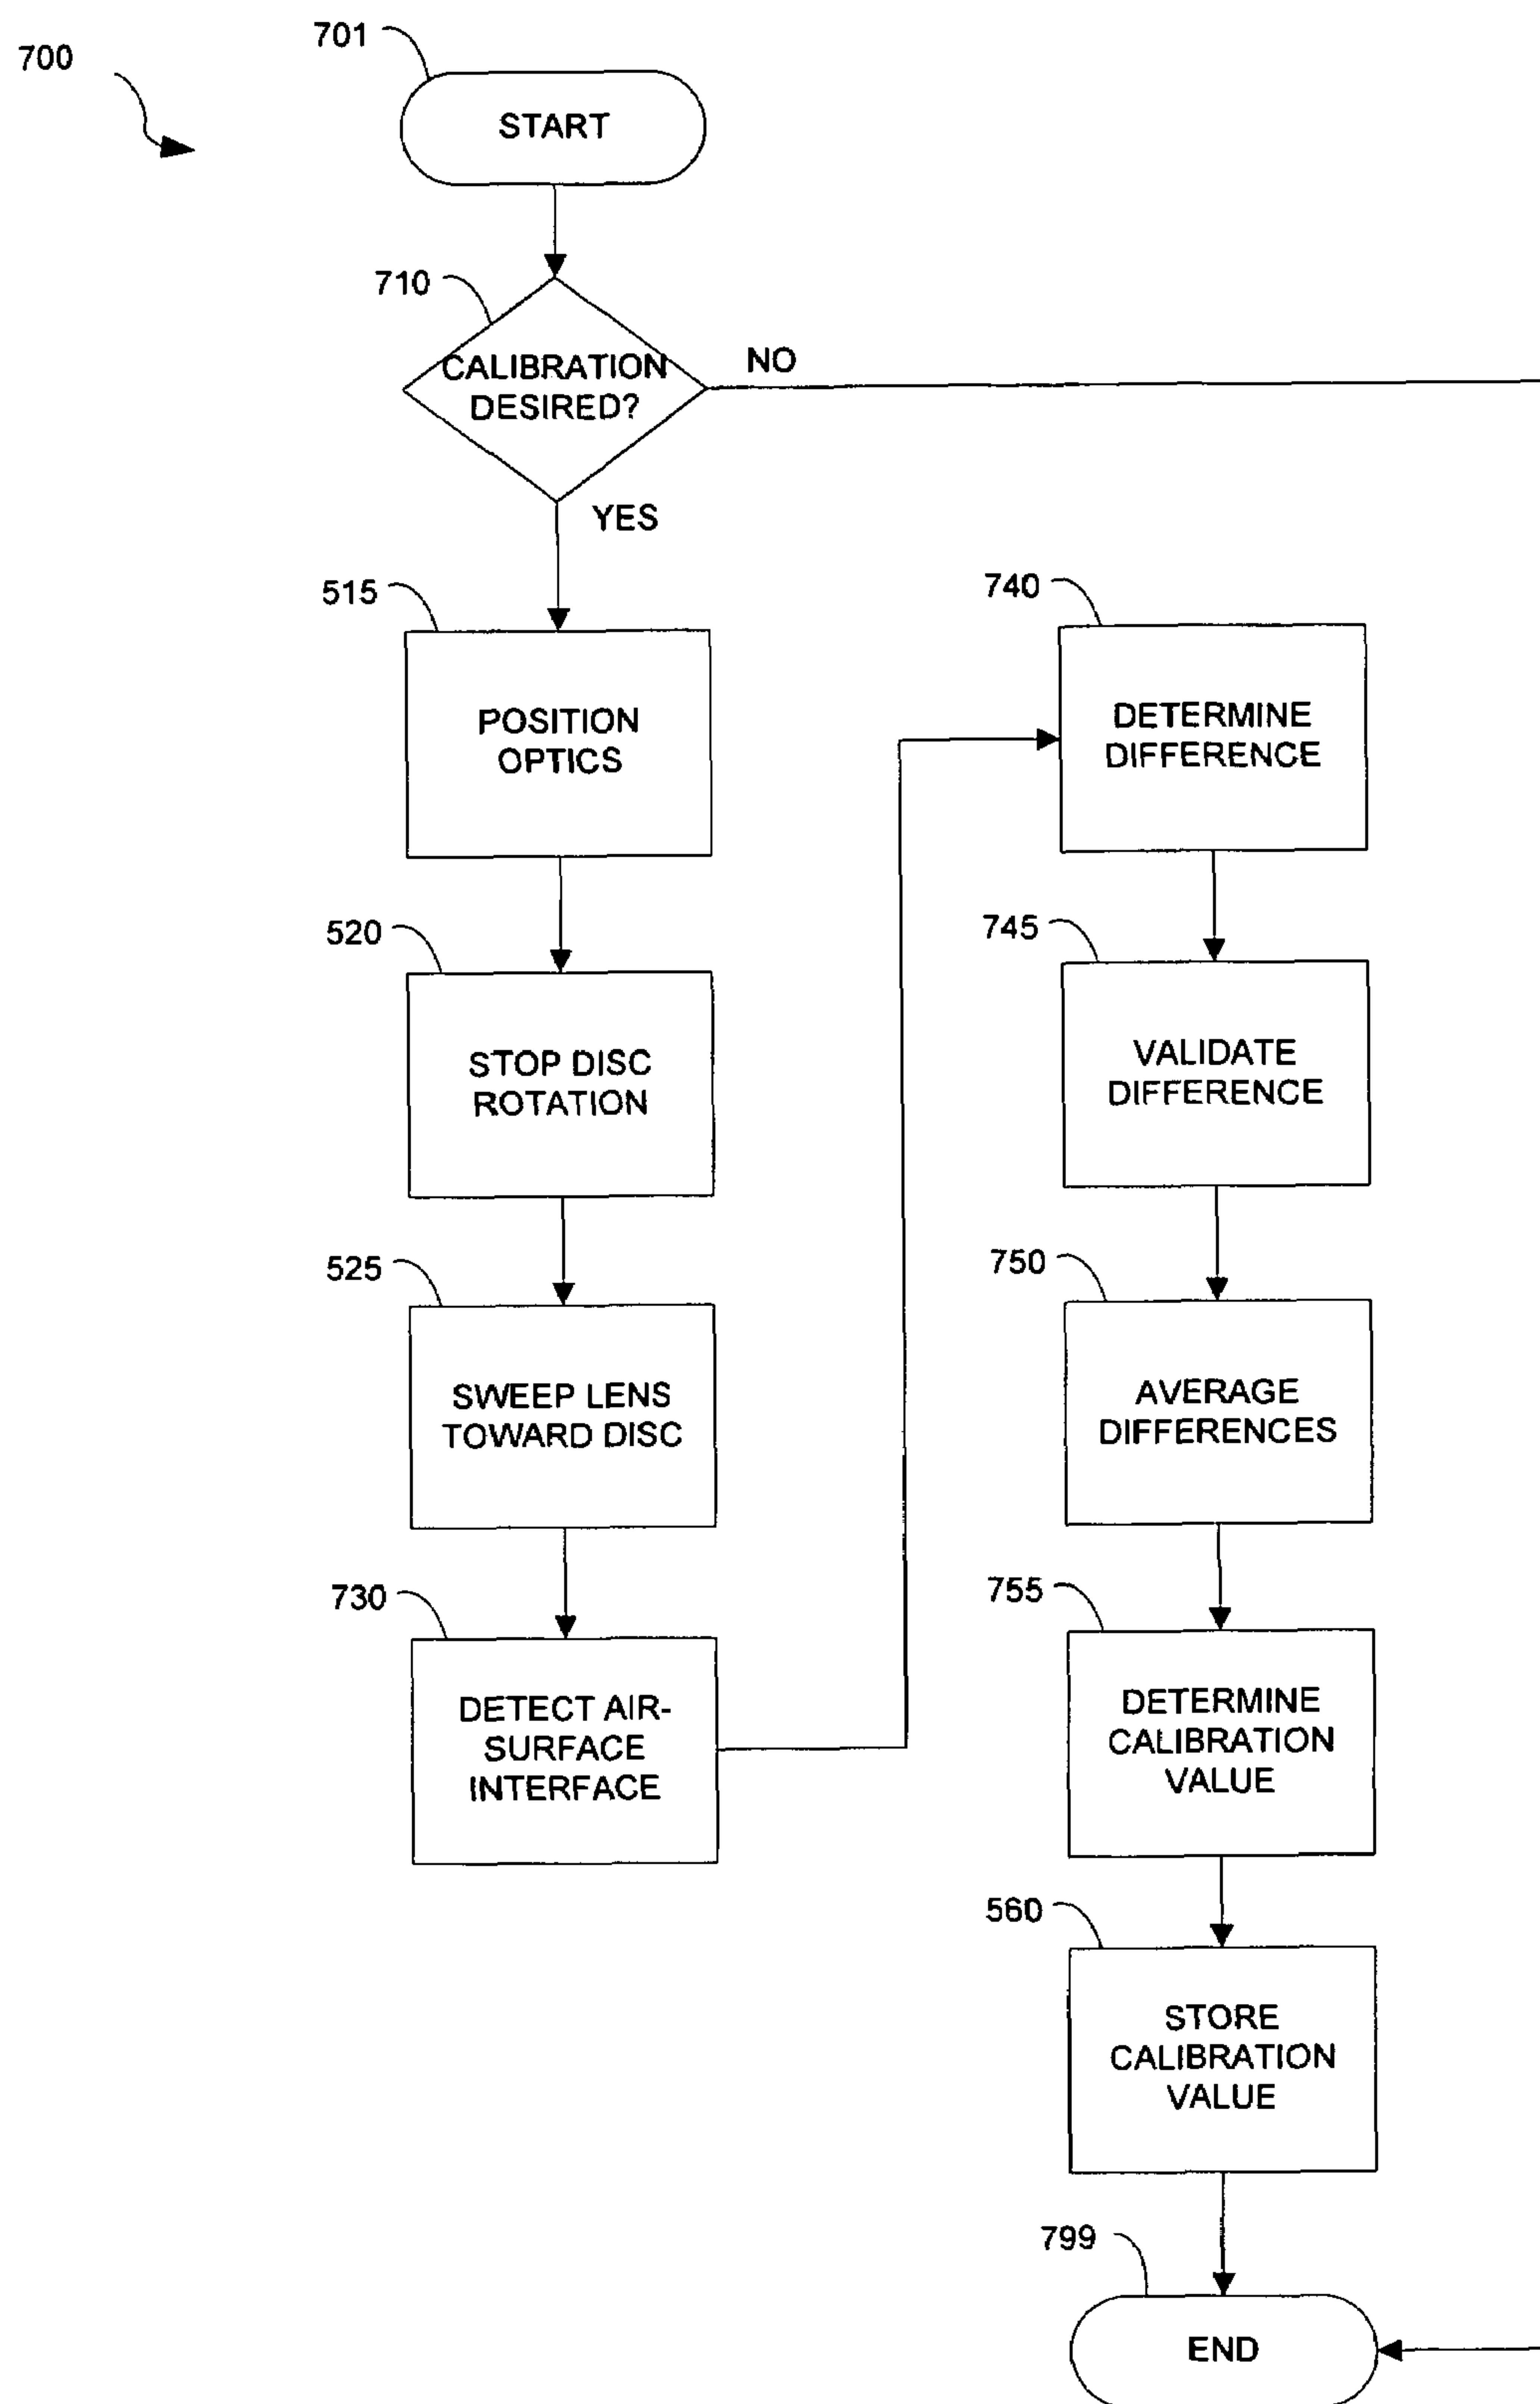 700
701
START
710
CALIBRATION
DESIRED?
NO
YES
515
POSITION
OPTICS
520
STOP DISC
ROTATION
525
SWEEP LENS
TOWARD DISC
730
DETECT AIR-
SURFACE
INTERFACE
740
DETERMINE
DIFFERENCE
745
VALIDATE
DIFFERENCE
750
AVERAGE
DIFFERENCES
755
DETERMINE
CALIBRATION
VALUE
560
STORE
CALIBRATION
VALUE
799
END